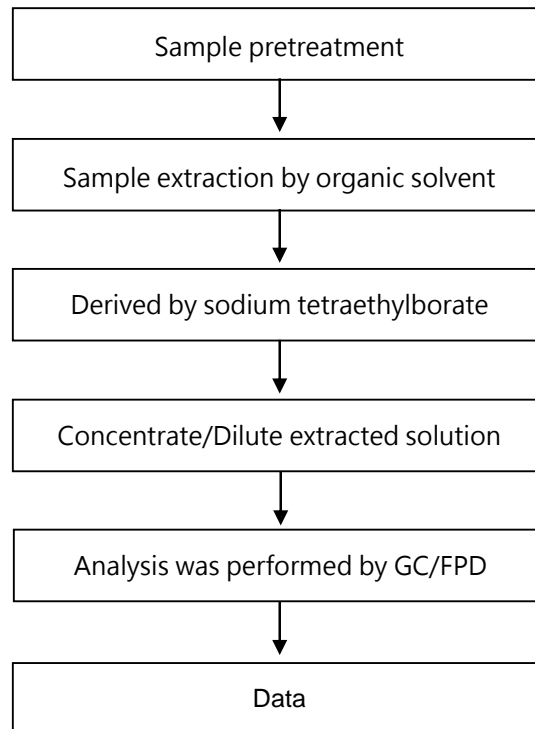 Sample pretreatment
Sample extraction by organic solvent
Derived by sodium tetraethylborate
Concentrate/Dilute extracted solution
Analysis was performed by GC/FPD
Data